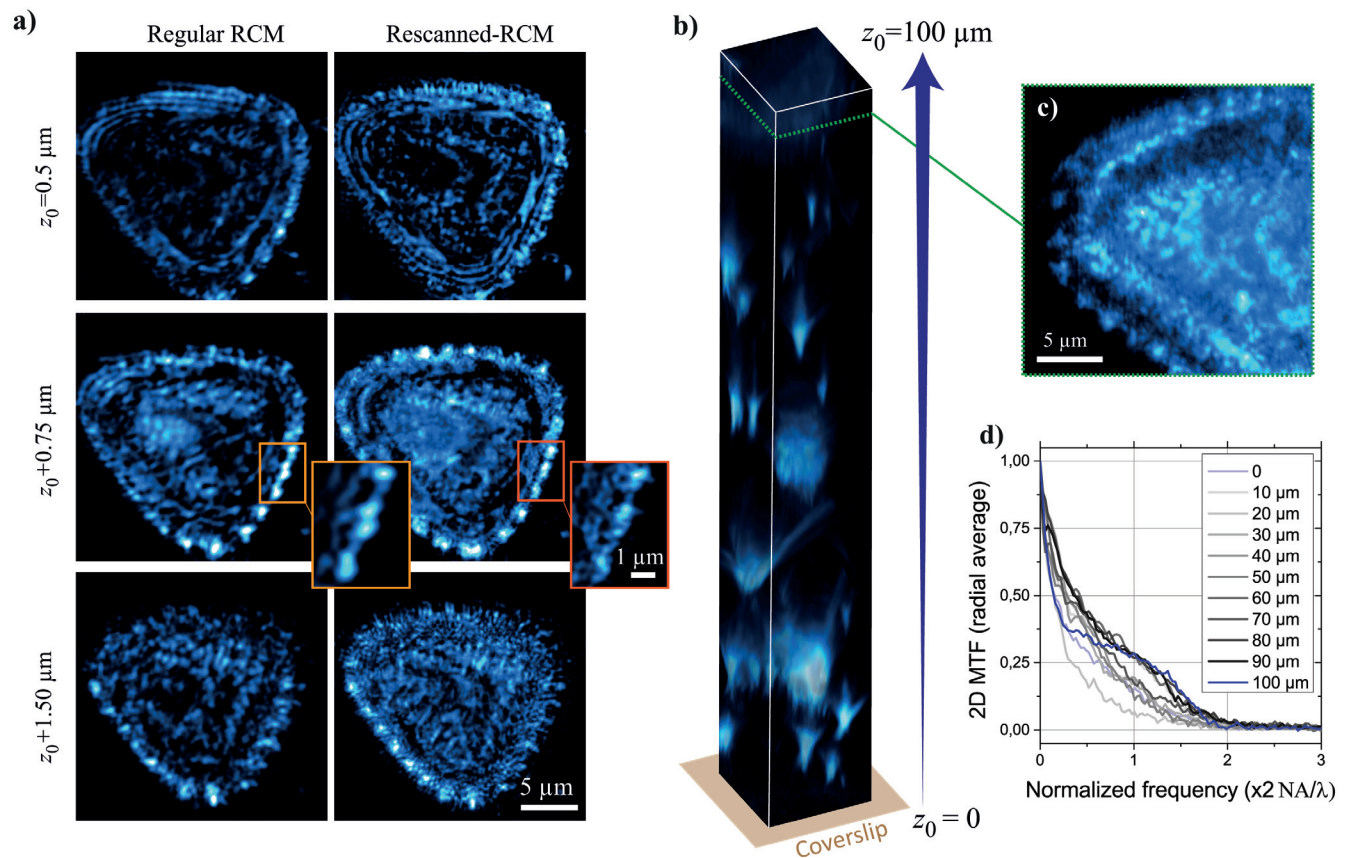 a)
Regular RCM
Rescanned-RCM
z₀=0.5 µm
z₀+0.75 µm
1 µm
z₀+1.50 µm
5 µm
b)
z₀=100 µm
z₀ = 0
Coverslip
c)
5 µm
d)
2D MTF (radial average)
1,00
0,75
0,50
0,25
0,00
0
1
2
3
Normalized frequency (x2 NA/λ)
0
10 µm
20 µm
30 µm
40 µm
50 µm
60 µm
70 µm
80 µm
90 µm
100 µm